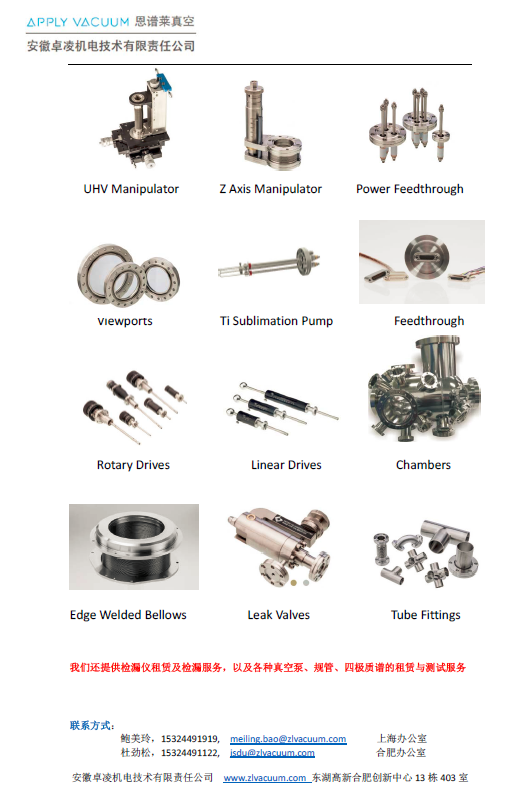 APPLY VACUUM 恩谱莱真空
安徽卓凌机电技术有限责任公司
UHV Manipulator Z Axis Manipulator Power Feedthrough
Viewports Ti Sublimation Pump Feedthrough
Rotary Drives Linear Drives Chambers
Edge Welded Bellows Leak Valves Tube Fittings
我们还提供检漏仪租赁及检漏服务，以及各种真空泵、规管、四极质谱的租赁与测试服务
联系方式：
鲍美玲，15324491919, meiling.bao@zlvacuum.com 上海办公室
杜劲松，15324491122, jsdu@zlvacuum.com 合肥办公室
安徽卓凌机电技术有限责任公司 www.zlvacuum.com 东湖高新合肥创新中心 13 栋 403 室